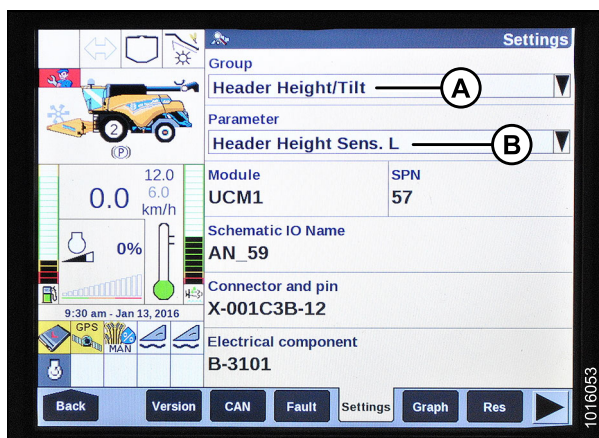 Settings
Group
Header Height/Tilt
A
Parameter
Header Height Sens. L
B
2
(P)
Module
SPN
UCM1
57
12.0
6.0
0.0
km/h
0%
Schematic IO Name
AN_59
Connector and pin
X-001C3B-12
9:30 am - Jan 13, 2016
GPS
MAN
Electrical component
B-3101
Back
Version
CAN
Fault
Settings
Graph
Res
1016053